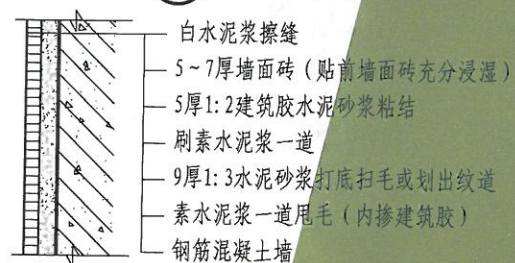 白水泥浆擦缝
5~7厚墙面砖（贴前墙面砖充分浸湿）
5厚1:2建筑胶水泥砂浆粘结
刷素水泥浆一道
9厚1:3水泥砂浆打底扫毛或划出纹道
素水泥浆一道甩毛（内掺建筑胶）
钢筋混凝土墙